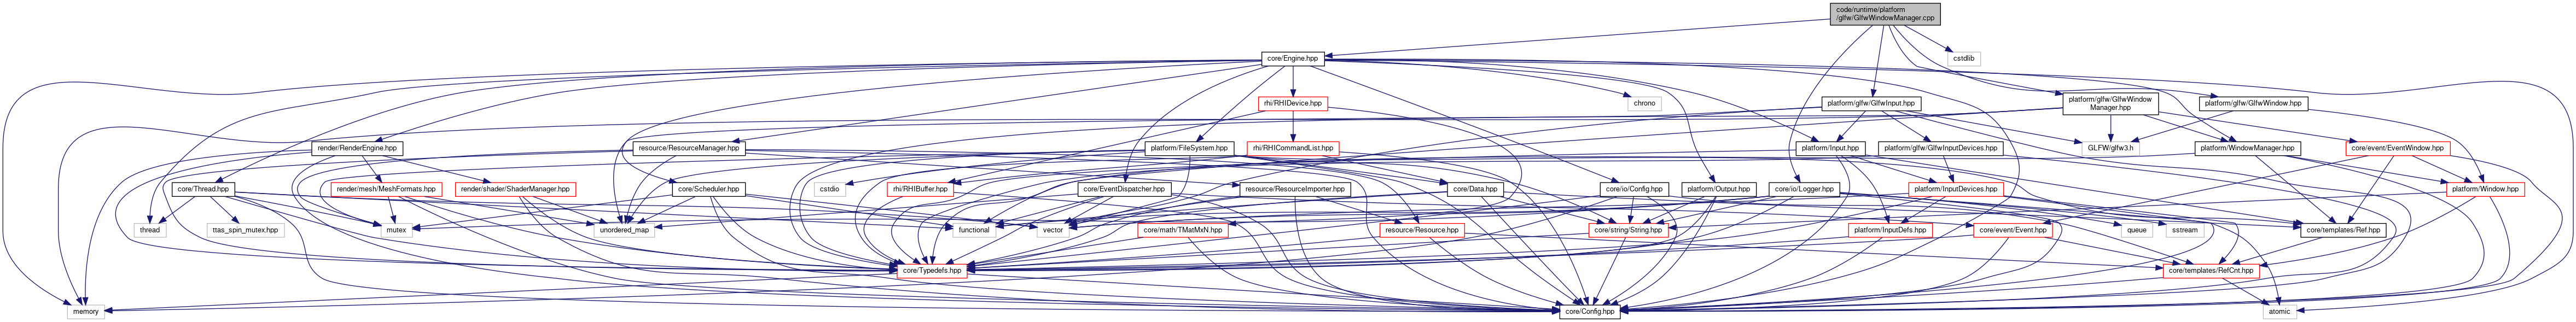 code/runtime/platform
/glfw/GlfwWindowManager.cpp
core/Engine.hpp
cstdlib
rhi/RHIDevice.hpp
chrono
platform/glfw/GlfwInput.hpp
platform/glfw/GlfwWindow
Manager.hpp
platform/glfw/GlfwWindow.hpp
render/RenderEngine.hpp
resource/ResourceManager.hpp
platform/FileSystem.hpp
rhi/RHICommandList.hpp
platform/Input.hpp
platform/glfw/GlfwInputDevices.hpp
GLFW/glfw3.h
platform/WindowManager.hpp
core/event/EventWindow.hpp
core/Thread.hpp
render/mesh/MeshFormats.hpp
render/shader/ShaderManager.hpp
core/Scheduler.hpp
cstdio
rhi/RHIBuffer.hpp
core/EventDispatcher.hpp
resource/ResourceImporter.hpp
core/Data.hpp
core/io/Config.hpp
platform/Output.hpp
core/io/Logger.hpp
platform/InputDevices.hpp
platform/Window.hpp
thread
ttas_spin_mutex.hpp
mutex
unordered_map
functional
vector
core/math/TMatMxN.hpp
resource/Resource.hpp
core/string/String.hpp
platform/InputDefs.hpp
core/event/Event.hpp
queue
sstream
core/templates/Ref.hpp
core/Typedefs.hpp
core/templates/RefCnt.hpp
memory
core/Config.hpp
atomic